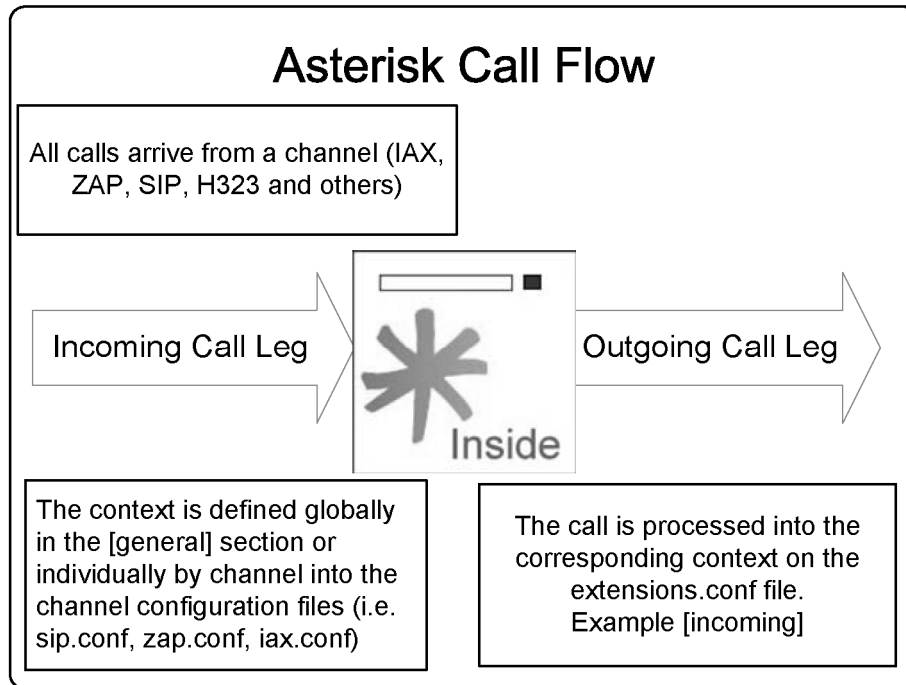 Asterisk Call Flow
All calls arrive from a channel (IAX,
ZAP, SIP, H323 and others)
Incoming Call Leg
Inside
Outgoing Call Leg
The context is defined globally
in the [general] section or
individually by channel into the
channel configuration files (i.e.
sip.conf, zap.conf, iax.conf)
The call is processed into the
corresponding context on the
extensions.conf file.
Example [incoming]